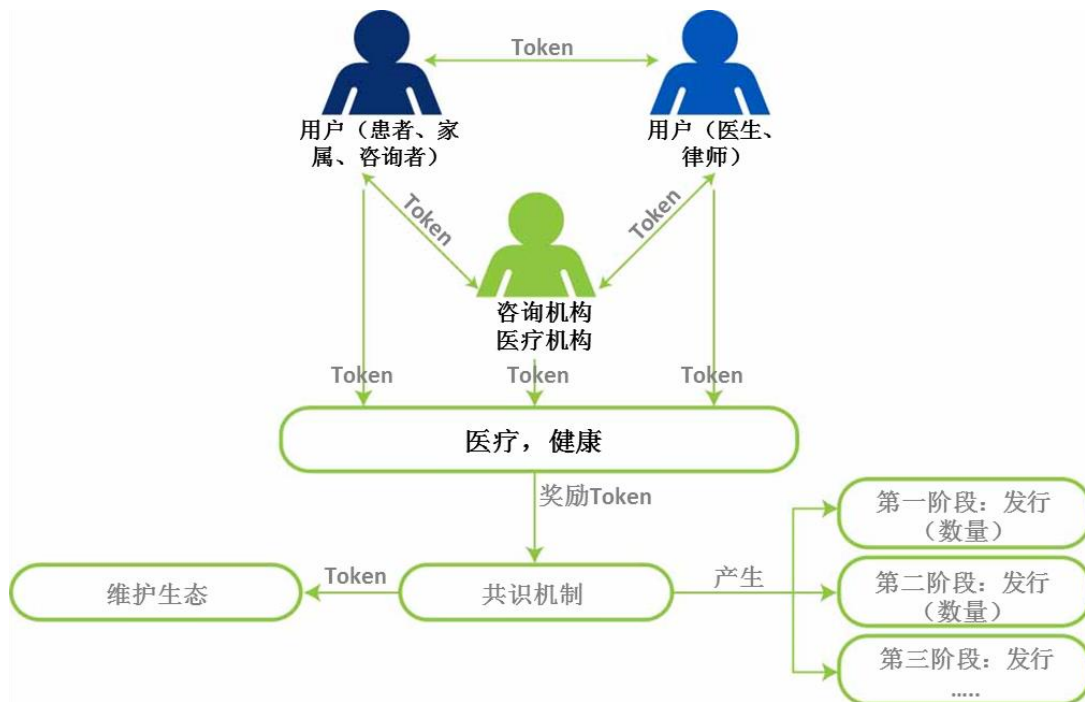 Token
用户（患者、家
属、咨询者）
用户（医生、
律师）
Token
Token
咨询机构
医疗机构
Token
Token
Token
医疗，健康
奖励Token
第一阶段：发行
（数量）
维护生态
Token
共识机制
产生
第二阶段：发行
（数量）
第三阶段：发行
.....